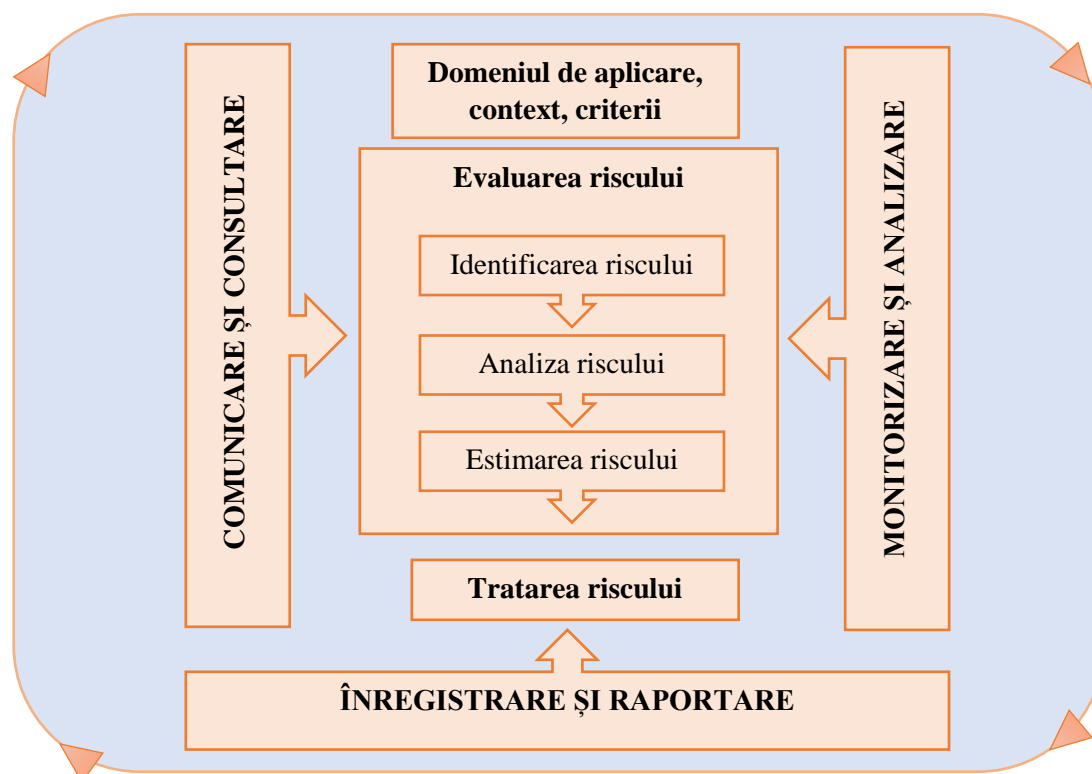 COMUNICARE ȘI CONSULTARE
Domeniul de aplicare,
context, criterii
Evaluarea riscului
Identificarea riscului
Analiza riscului
Estimarea riscului
Tratarea riscului
MONITORIZARE ȘI ANALIZARE
ÎNREGISTRARE ȘI RAPORTARE